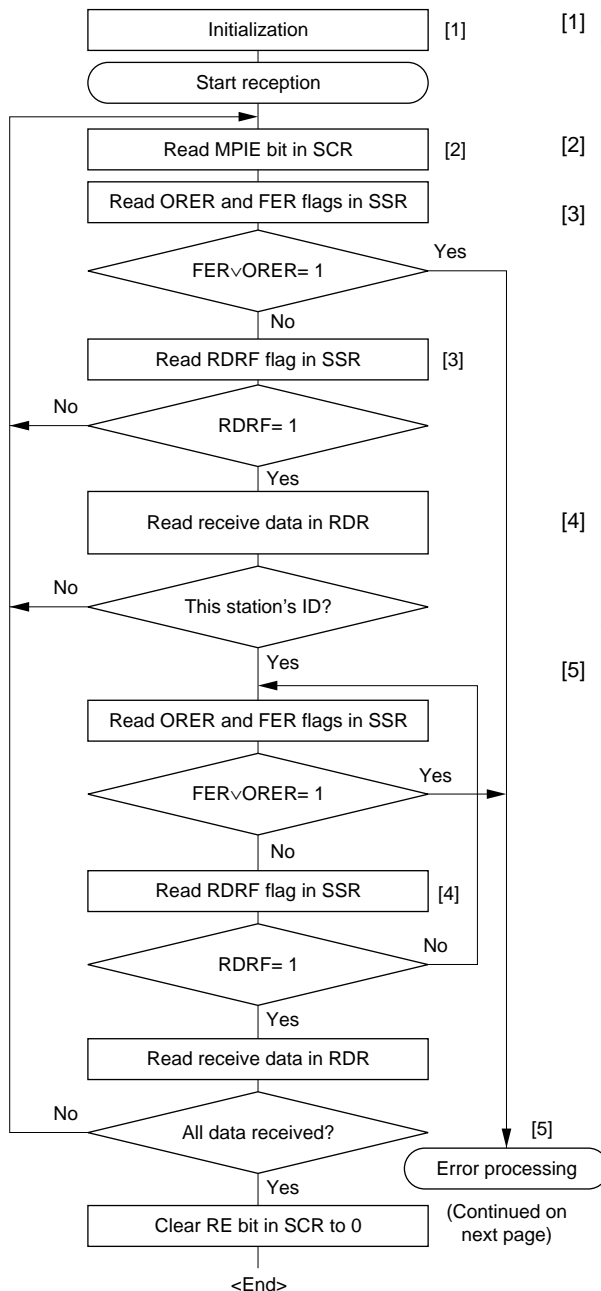 Initialization
[1]
[1]
Start reception
Read MPIE bit in SCR
[2]
[2]
Read ORER and FER flags in SSR
[3]
FER∨ORER= 1
Yes
No
Read RDRF flag in SSR
[3]
No
RDRF= 1
Yes
Read receive data in RDR
[4]
No
This station's ID?
Yes
[5]
Read ORER and FER flags in SSR
FER∨ORER= 1
Yes
No
Read RDRF flag in SSR
[4]
RDRF= 1
No
Yes
Read receive data in RDR
No
All data received?
[5]
Error processing
Yes
(Continued on
next page)
Clear RE bit in SCR to 0
<End>